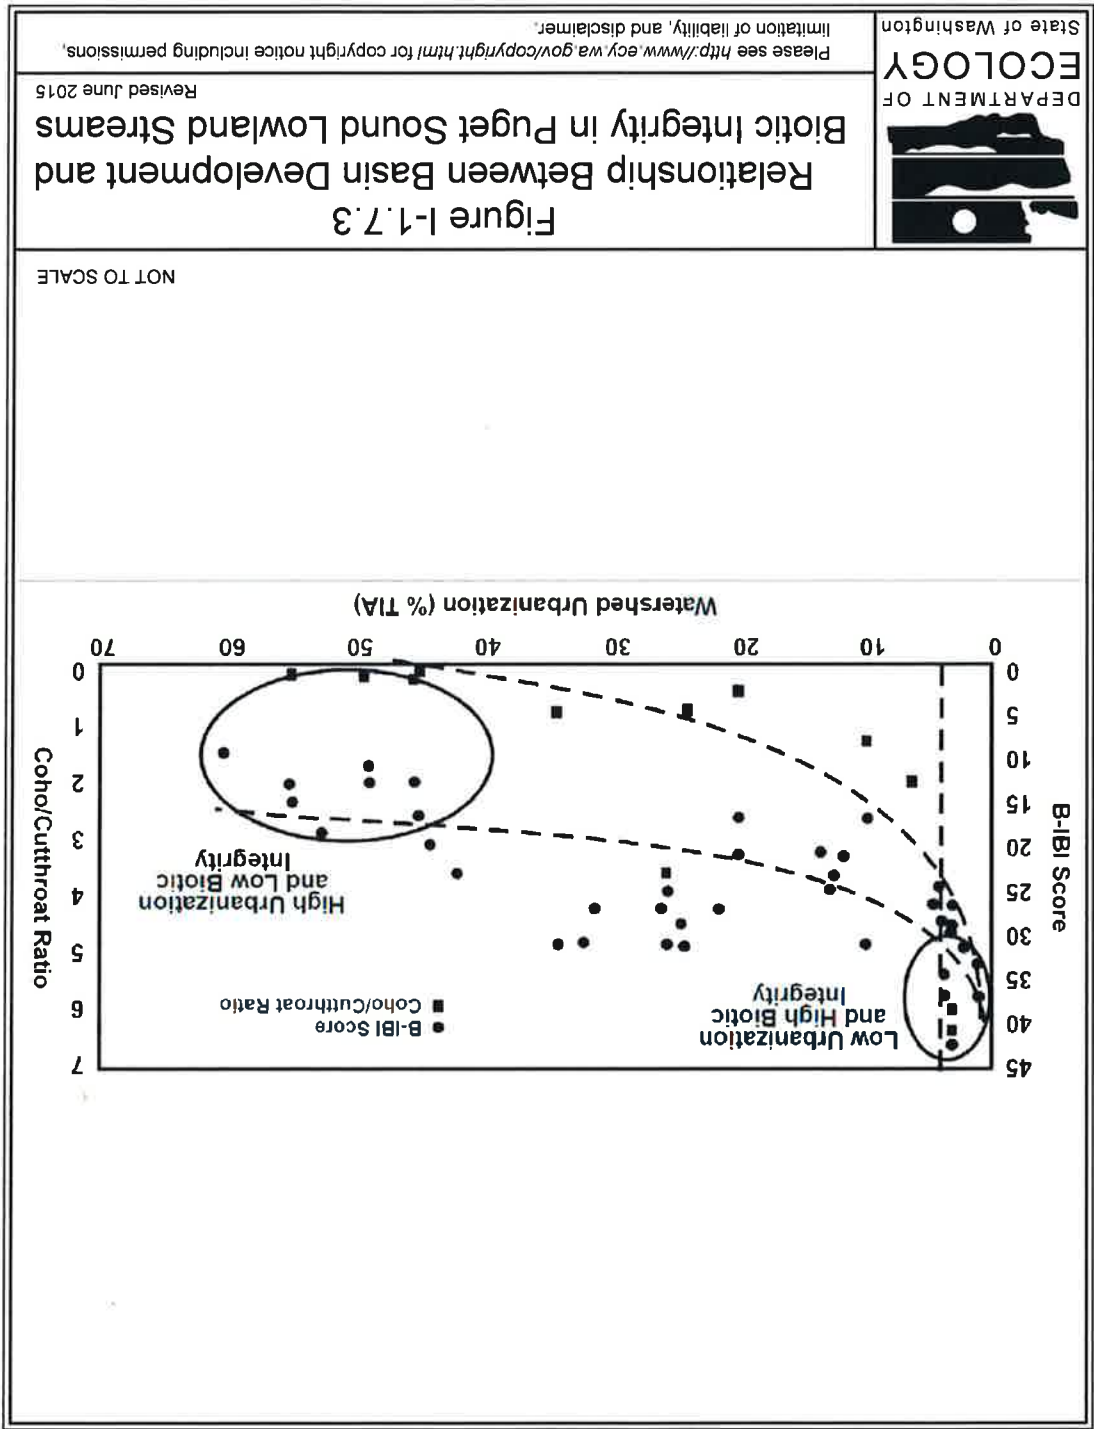 45
40
35
30
25
20
15
10
5
0
B-IBI Score
Low Urbanization
and High Biotic
Integrity
B-IBI Score
Coho/Cutthroat Ratio
High Urbanization
and Low Biotic
Integrity
7
6
5
4
3
2
1
0
Coho/Cutthroat Ratio
0 10 20 30 40 50 60 70
Watershed Urbanization (% TIA)
NOT TO SCALE
DEPARTMENT OF
ECOLOGY
State of Washington
Figure I-1.7.3
Relationship Between Basin Development and
Biotic Integrity in Puget Sound Lowland Streams
Revised June 2015
Please see http://www.ecy.wa.gov/copyright.html for copyright notice including permissions,
limitation of liability, and disclaimer.